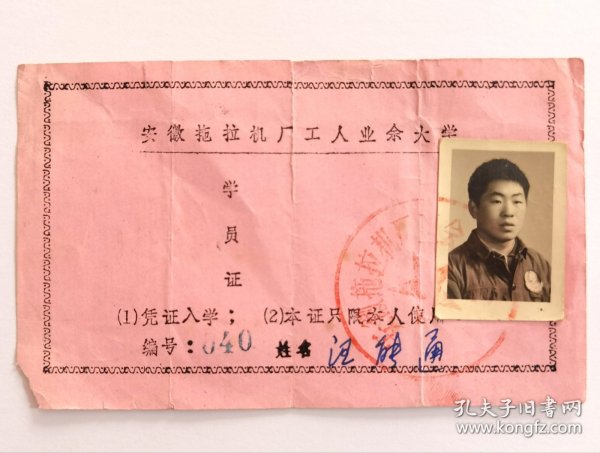 安徽拖拉机厂工人业余大学
学
员
证
(1)凭证入学； (2)本证只限本人使用
编号：040 姓名 汪
孔夫子旧书网
www.kongfz.com